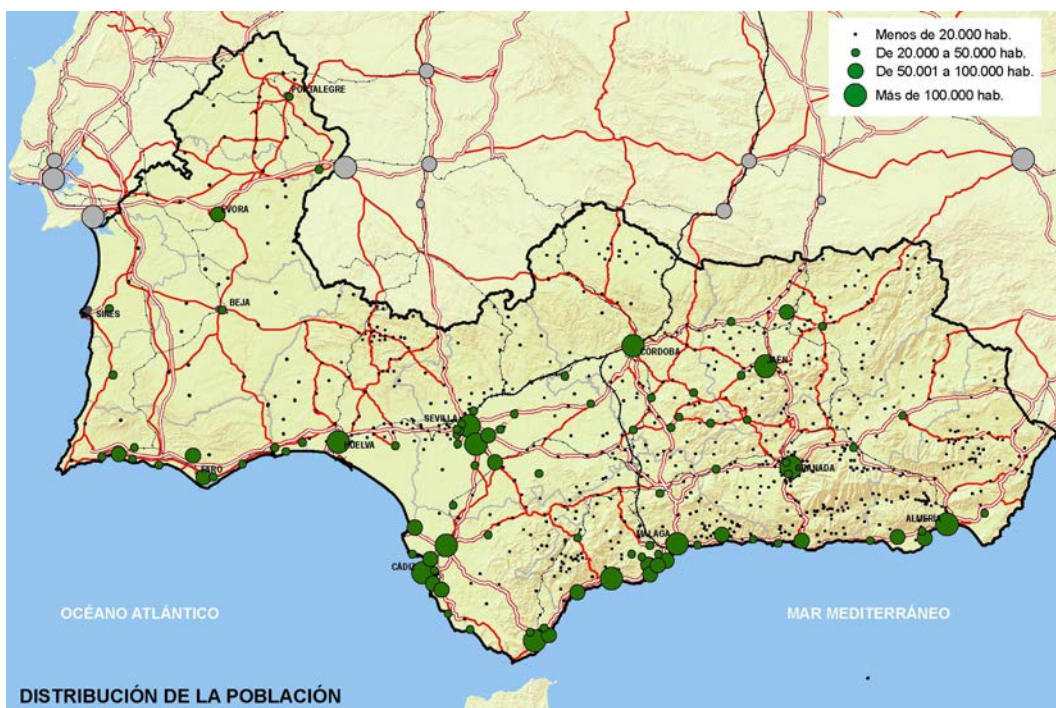 Menos de 20.000 hab.
De 20.000 a 50.000 hab.
De 50.001 a 100.000 hab.
Más de 100.000 hab.
PORTALEGRE
EVORA
BEJA
SINES
CÓRDOBA
JAÉN
SEVILLA
HUELVA
FARO
GRANADA
ALMERÍA
MÁLAGA
CÁDIZ
OCÉANO ATLÁNTICO
MAR MEDITERRÁNEO
DISTRIBUCIÓN DE LA POBLACIÓN